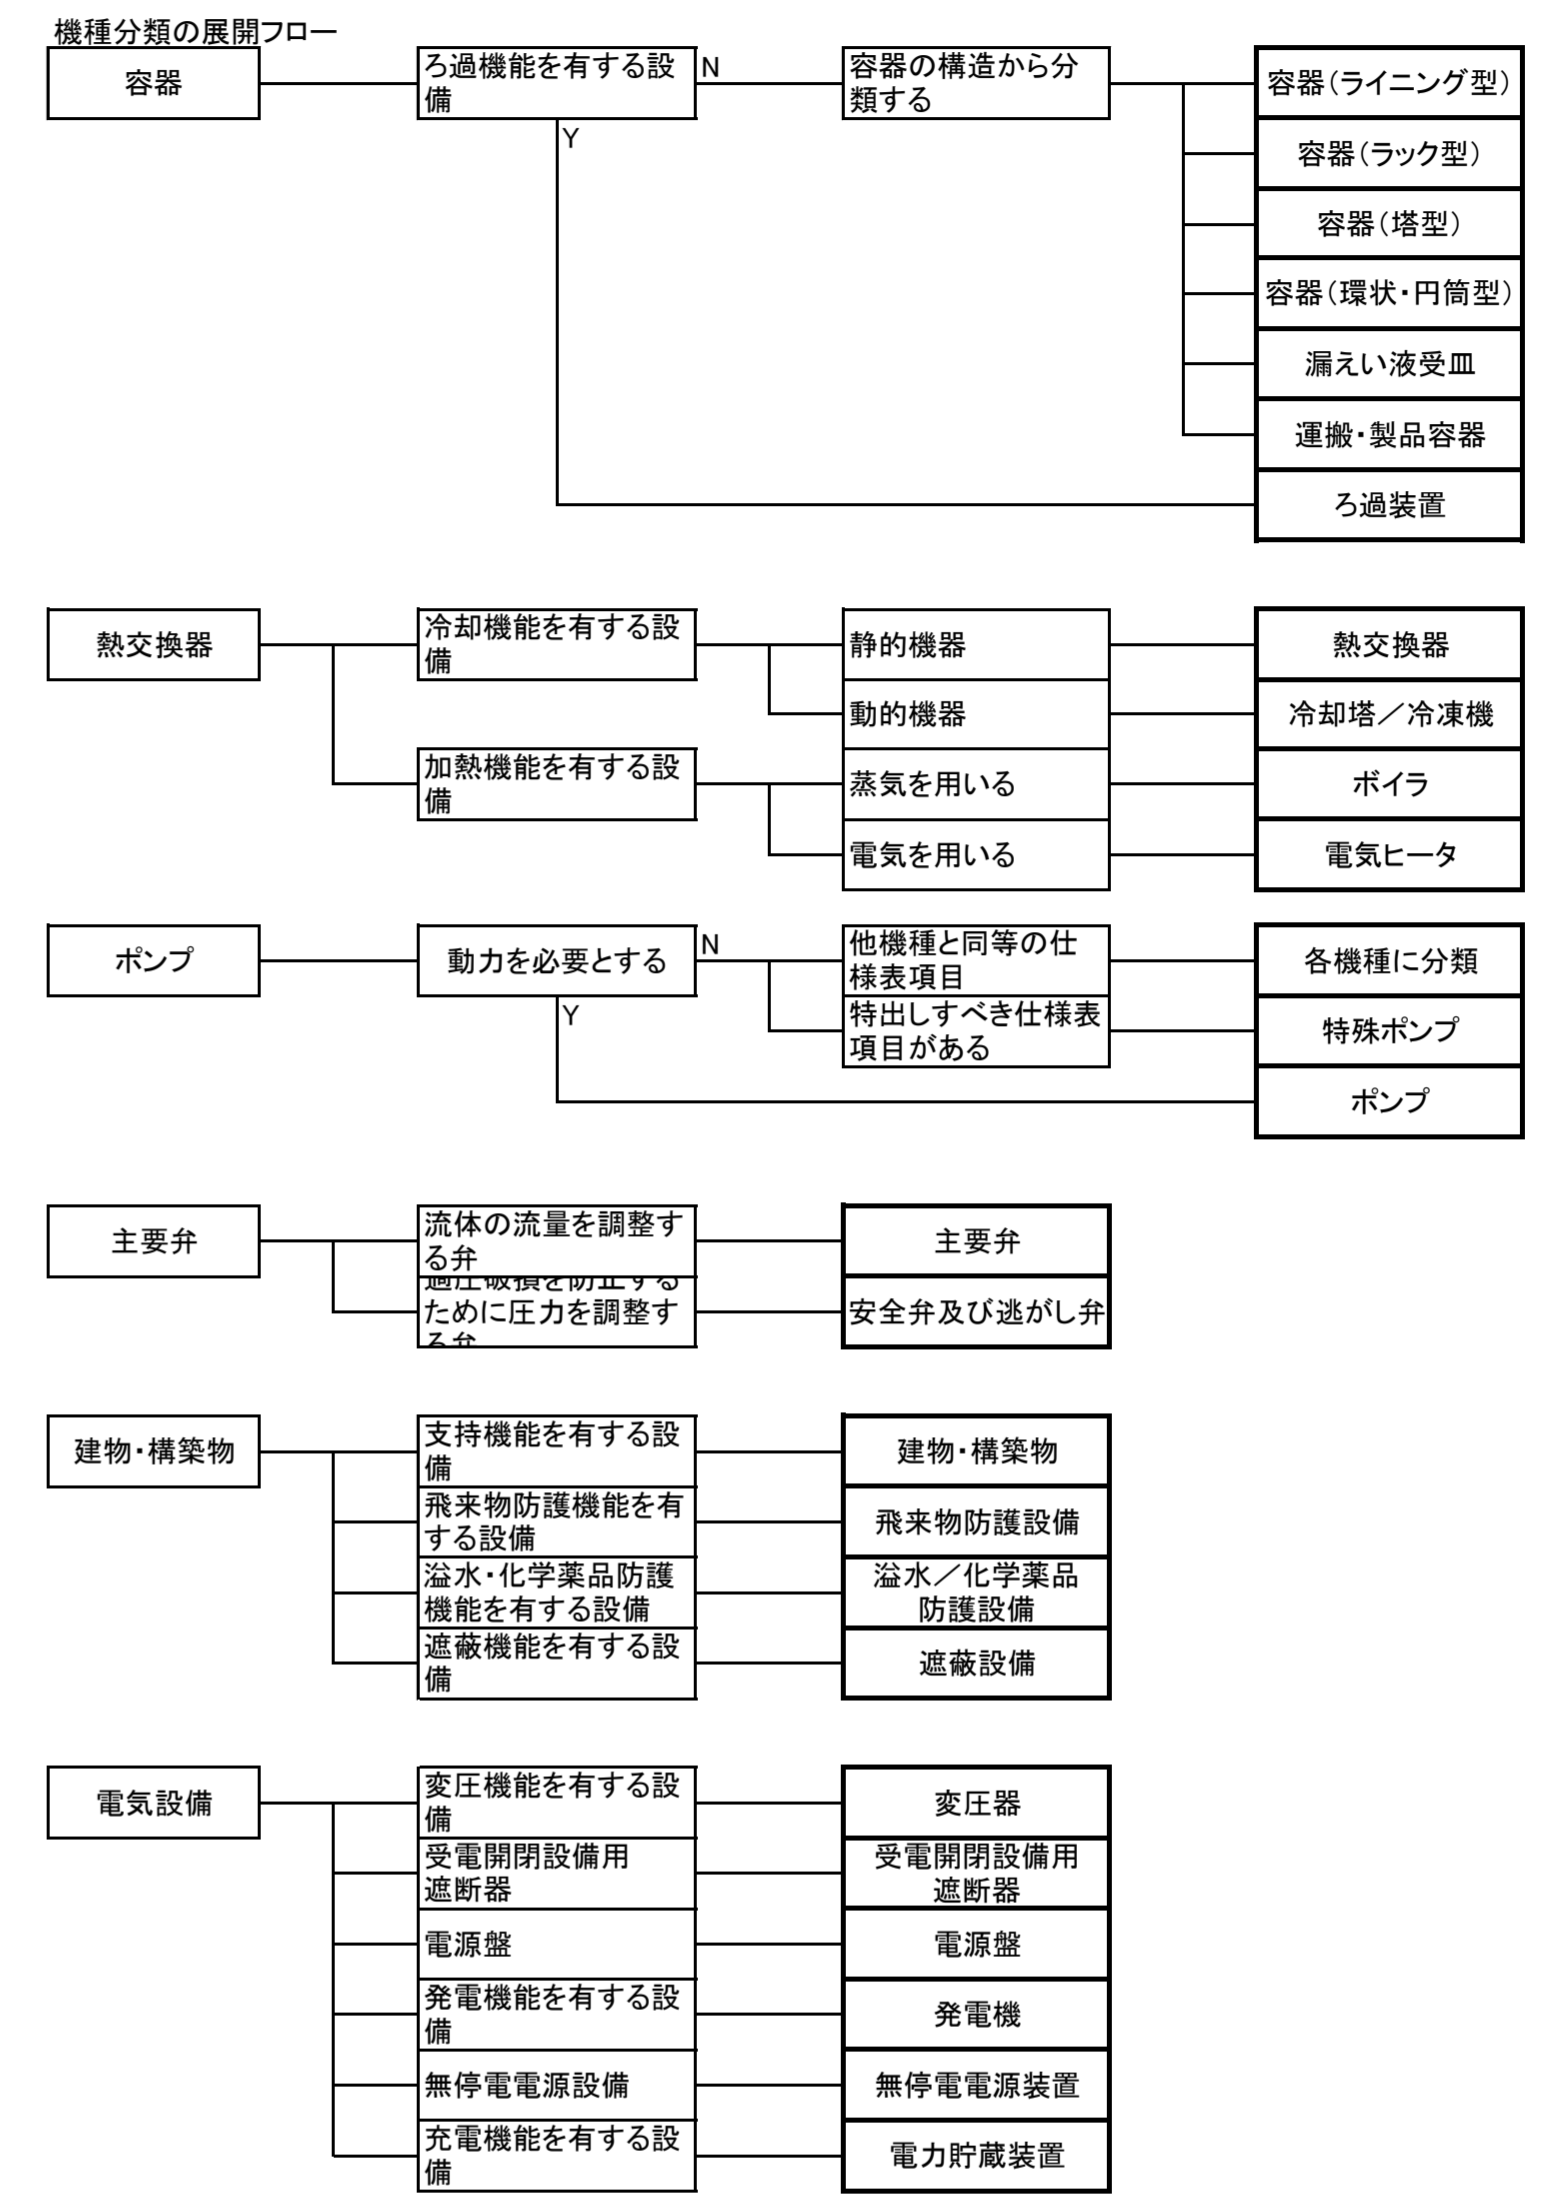 機種分類の展開フロー
容器
ろ過機能を有する設
備
N
Y
容器の構造から分
類する
容器（ライニング型）
容器（ラック型）
容器（塔型）
容器（環状・円筒型）
漏えい液受皿
運搬・製品容器
ろ過装置
熱交換器
冷却機能を有する設
備
静的機器
熱交換器
動的機器
冷却塔／冷凍機
加熱機能を有する設
備
蒸気を用いる
ボイラ
電気を用いる
電気ヒータ
ポンプ
動力を必要とする
N
Y
他機種と同等の仕
様表項目
各機種に分類
特出しすべき仕様表
項目がある
特殊ポンプ
ポンプ
主要弁
流体の流量を調整す
る弁
主要弁
過圧破損を防止する
ために圧力を調整す
る弁
安全弁及び逃がし弁
建物・構築物
支持機能を有する設
備
建物・構築物
飛来物防護機能を有
する設備
飛来物防護設備
溢水・化学薬品防護
機能を有する設備
溢水／化学薬品
防護設備
遮蔽機能を有する設
備
遮蔽設備
電気設備
変圧機能を有する設
備
変圧器
受電開閉設備用
遮断器
受電開閉設備用
遮断器
電源盤
電源盤
発電機能を有する設
備
発電機
無停電電源設備
無停電電源装置
充電機能を有する設
備
電力貯蔵装置